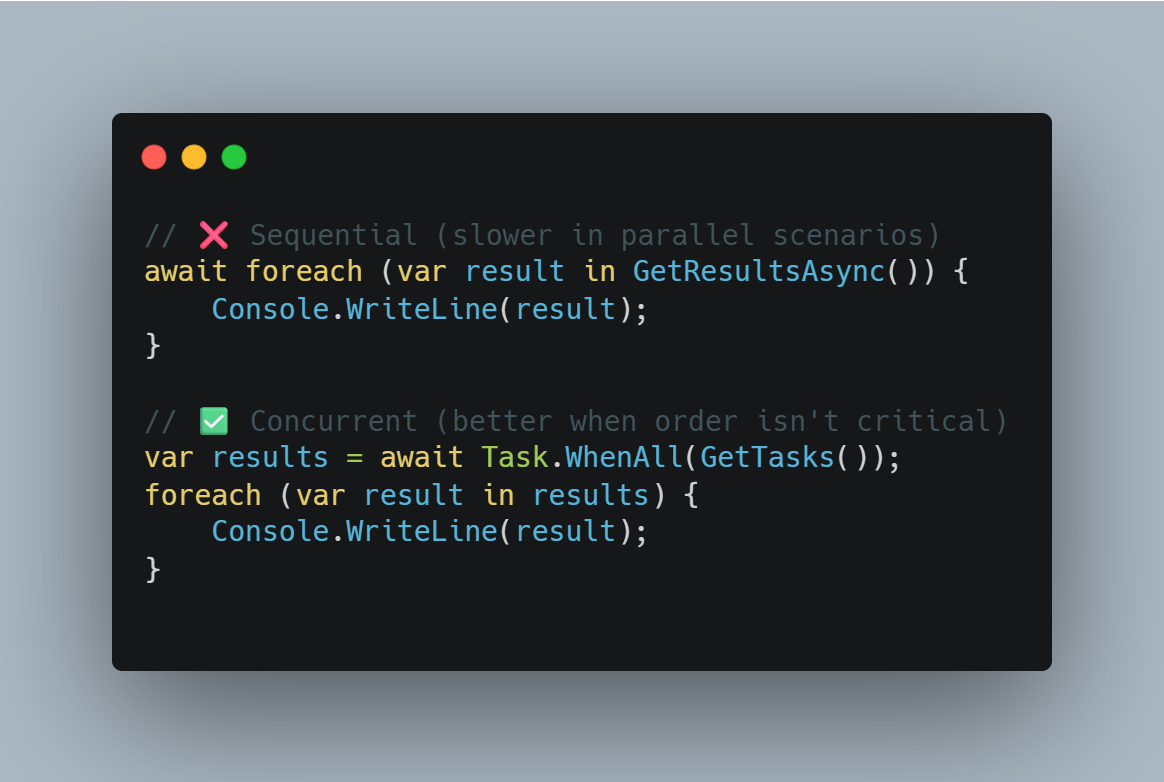 // ❌ Sequential (slower in parallel scenarios)
await foreach (var result in GetResultsAsync()) {
    Console.WriteLine(result);
}
// ✅ Concurrent (better when order isn't critical)
var results = await Task.WhenAll(GetTasks());
foreach (var result in results) {
    Console.WriteLine(result);
}